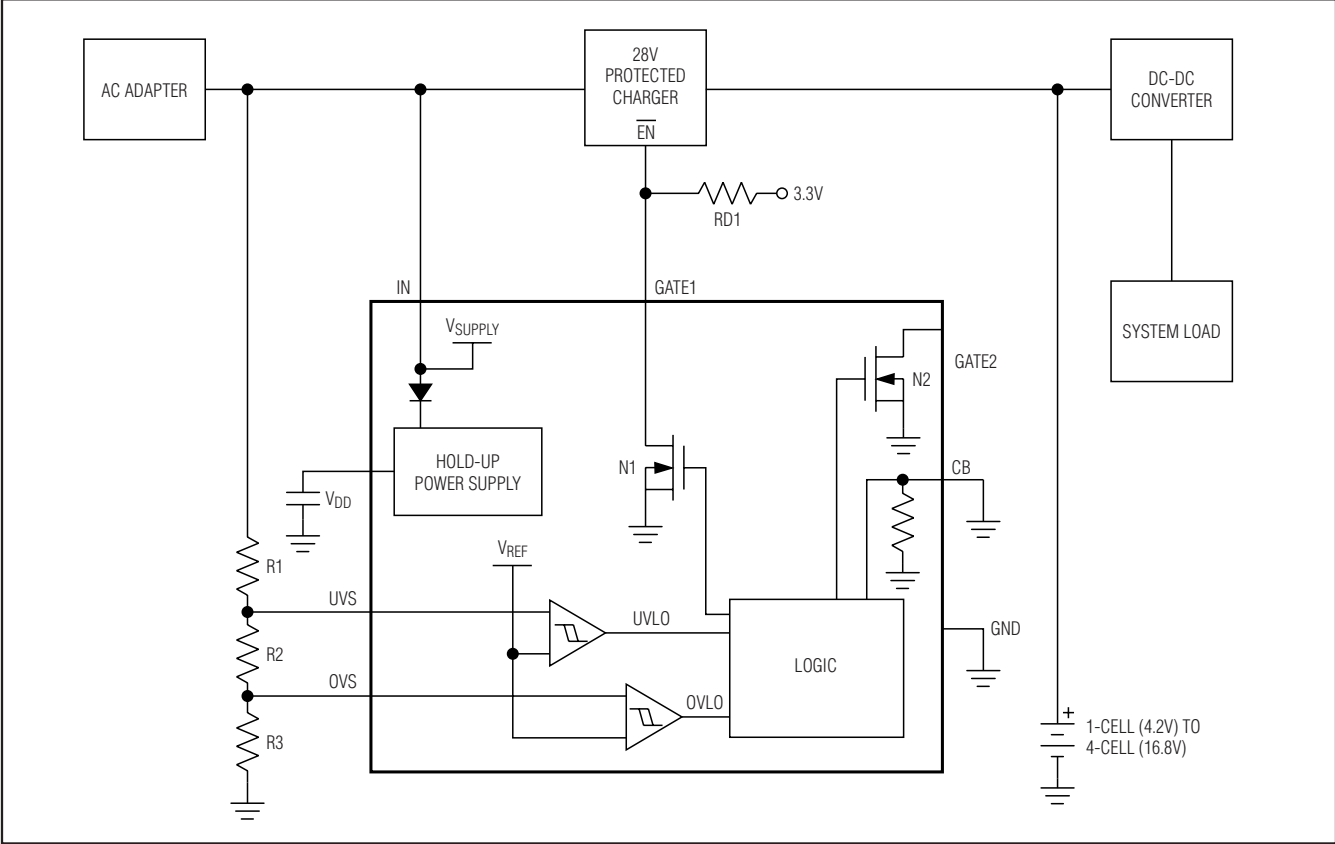 AC ADAPTER
28V
PROTECTED
CHARGER
EN
DC-DC
CONVERTER
3.3V
RD1
IN
GATE1
VSUPPLY
SYSTEM LOAD
GATE2
N2
HOLD-UP
POWER SUPPLY
N1
CB
VDD
VREF
R1
UVS
UVLO
GND
R2
LOGIC
OVS
OVLO
R3
+
1-CELL (4.2V) TO
4-CELL (16.8V)